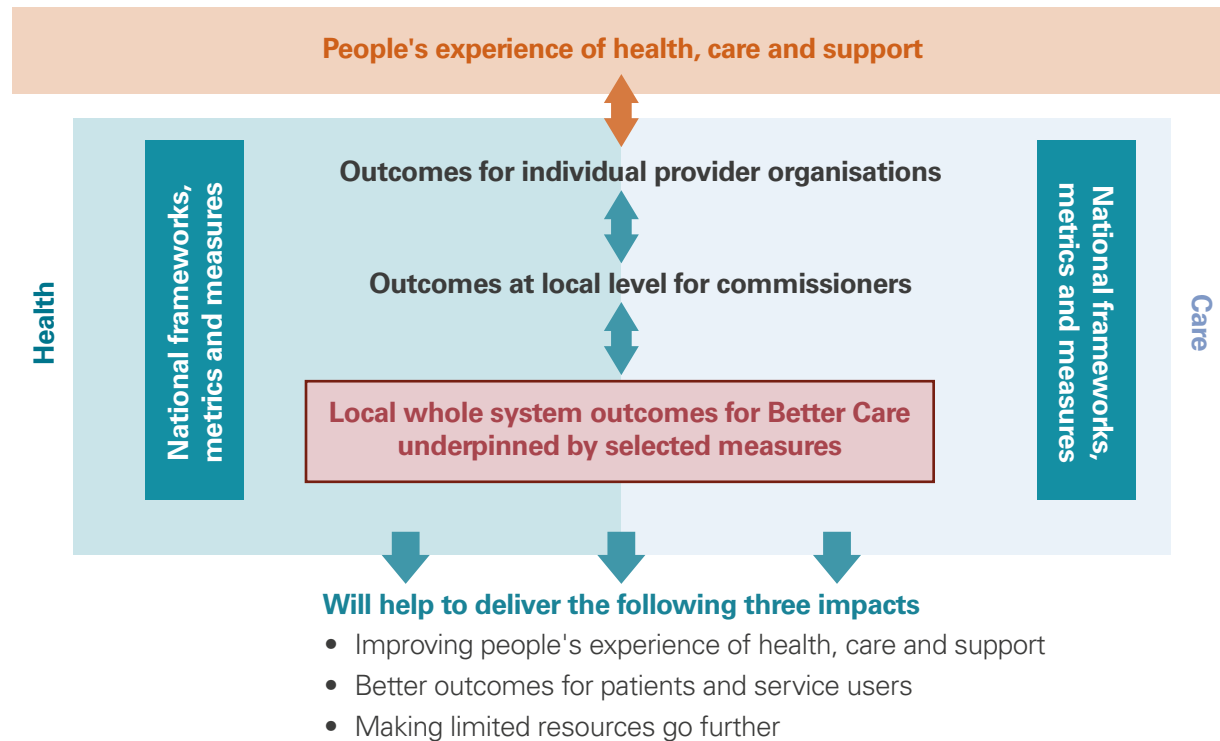 People's experience of health, care and support
Health
National frameworks,
metrics and measures
Outcomes for individual provider organisations
Outcomes at local level for commissioners
Local whole system outcomes for Better Care
underpinned by selected measures
National frameworks,
metrics and measures
Care
Will help to deliver the following three impacts
• Improving people's experience of health, care and support
• Better outcomes for patients and service users
• Making limited resources go further